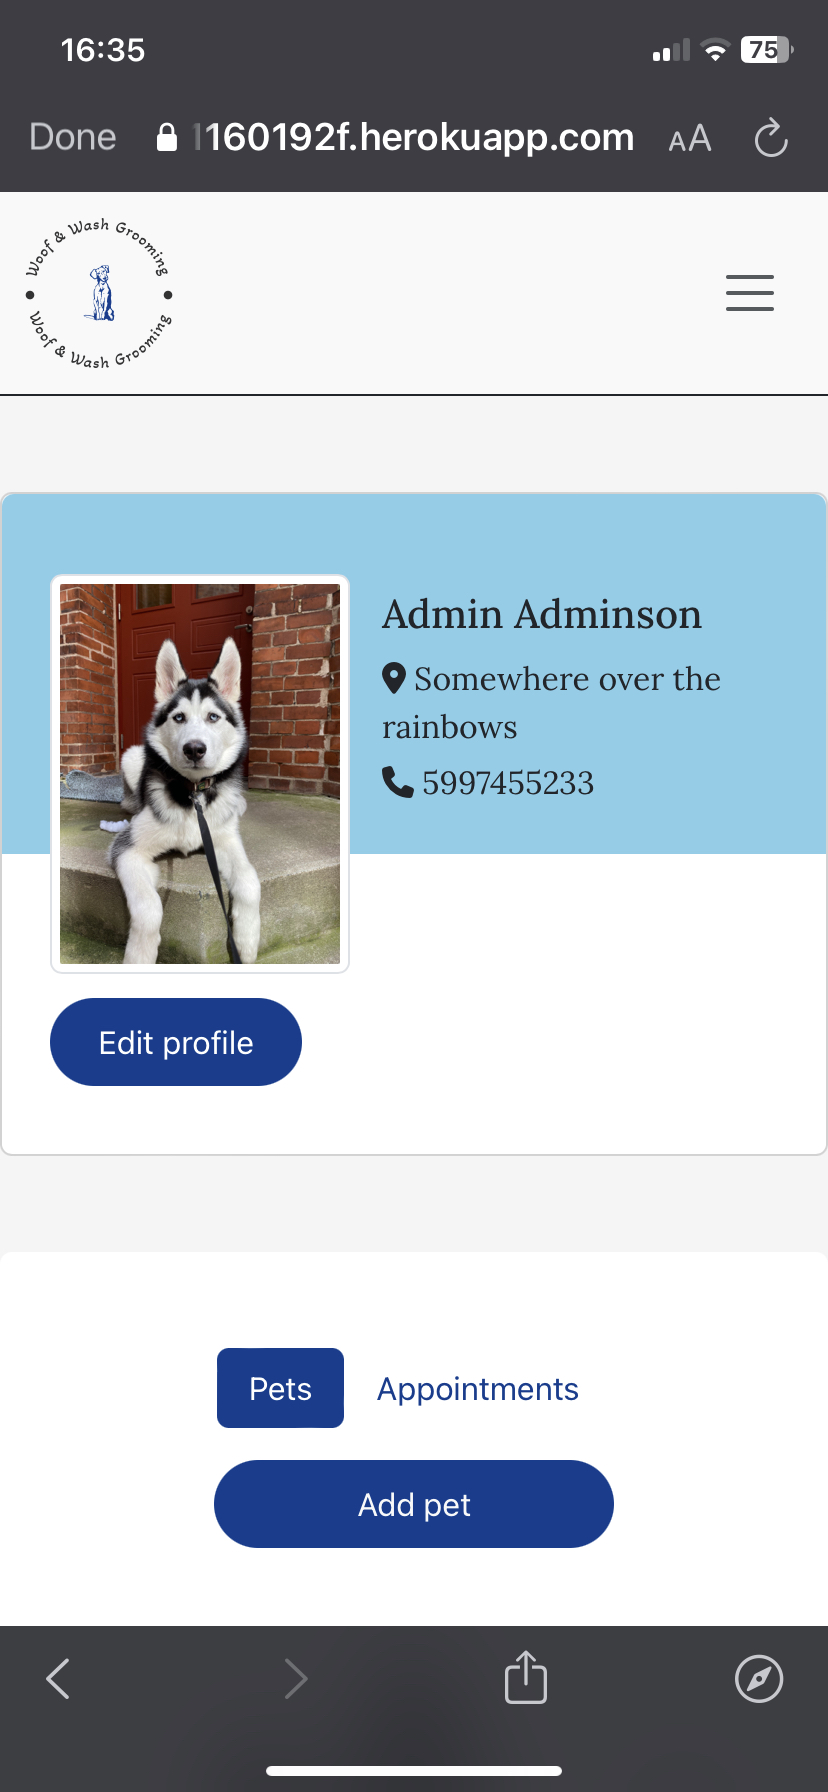 16:35
75
Done
1160192f.herokuapp.com
AA
Woof & Wash Grooming
Woof & Wash Grooming
Admin Adminson
Somewhere over the
rainbows
5997455233
Edit profile
Pets
Appointments
Add pet